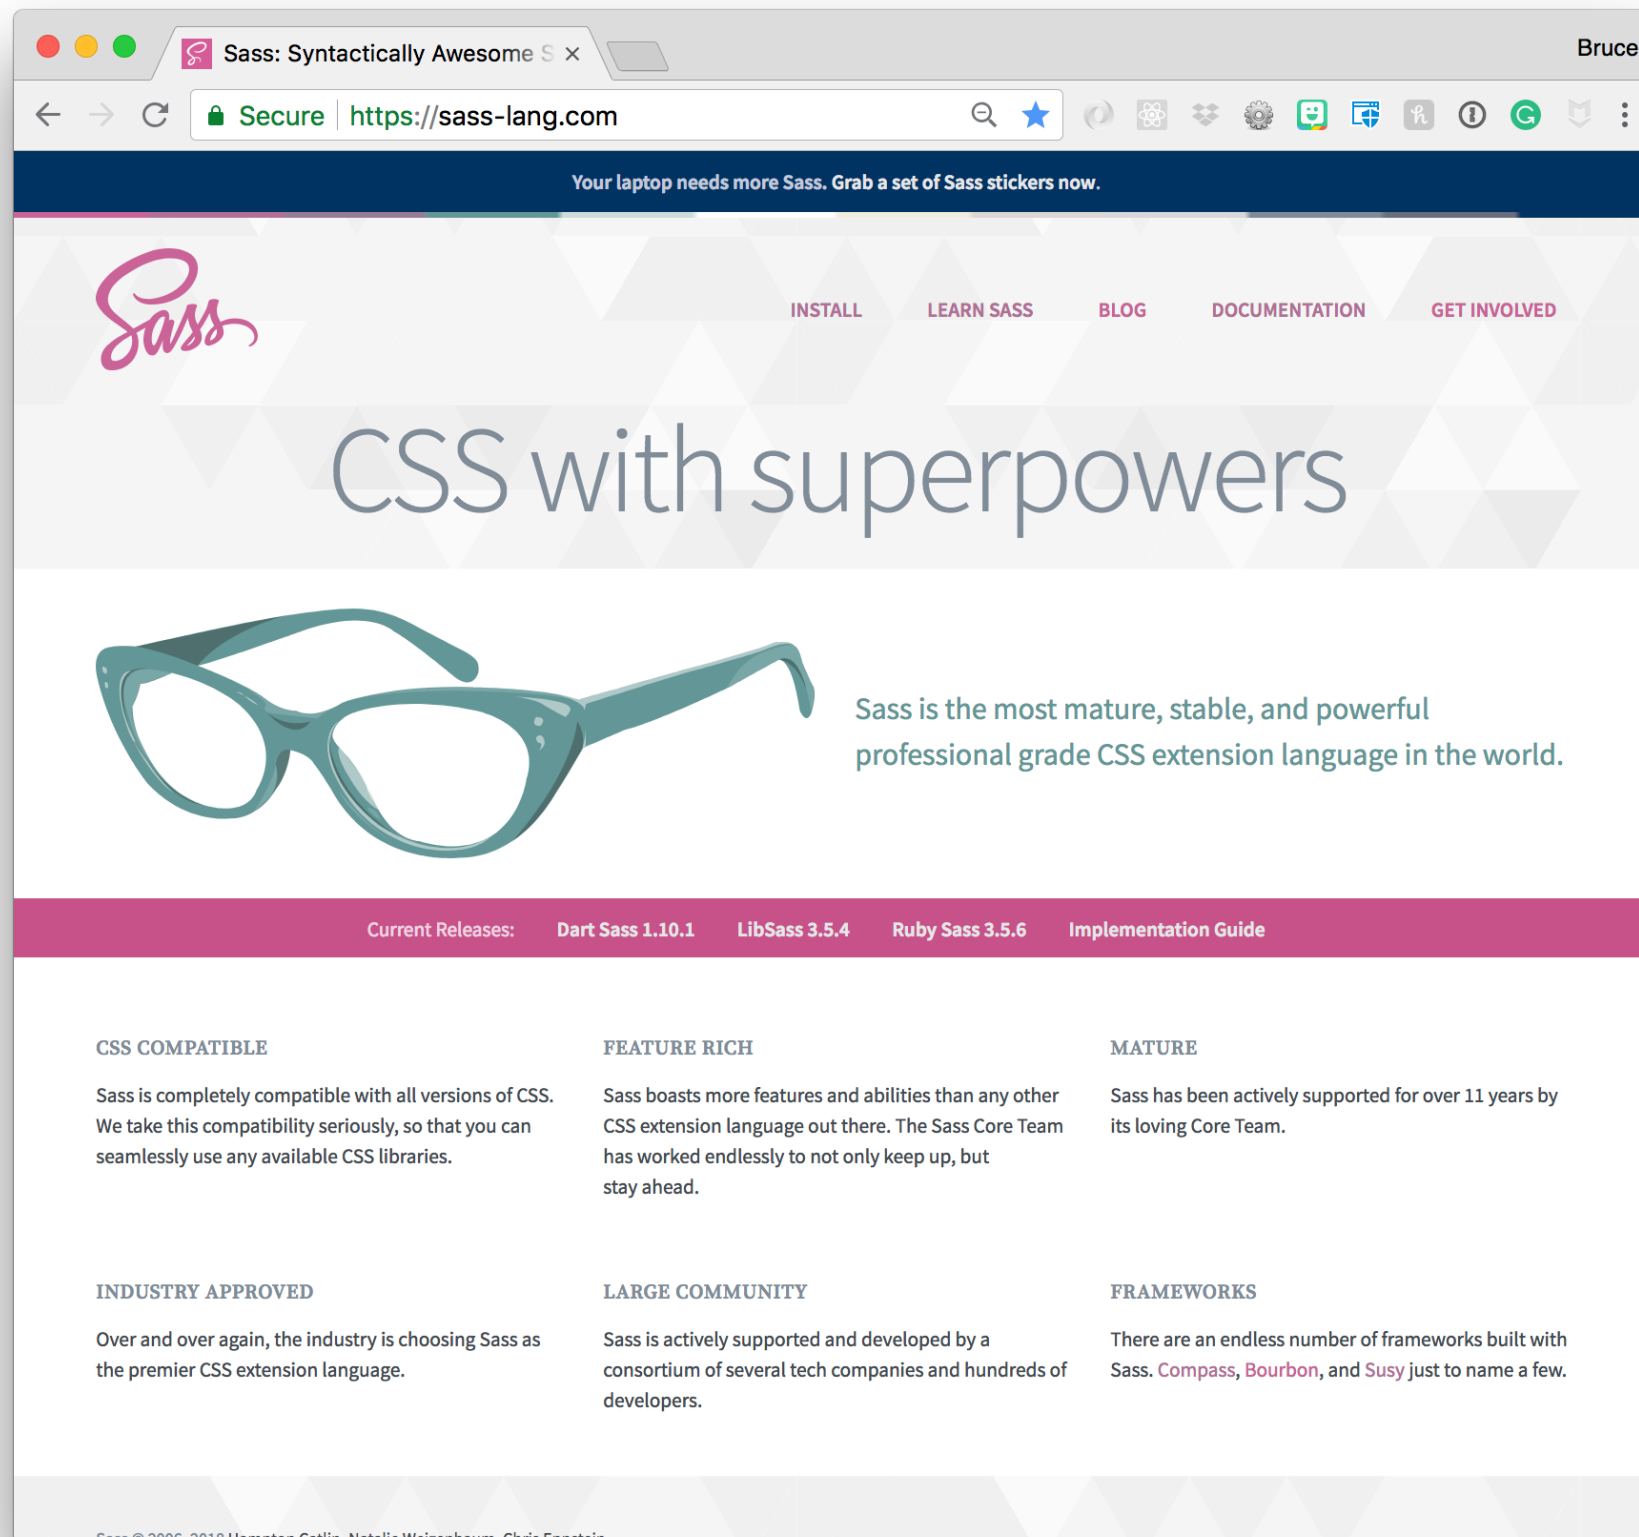 Sass: Syntactically Awesome S
Bruce
Secure
https://sass-lang.com
Your laptop needs more Sass. Grab a set of Sass stickers now.
Sass
INSTALL
LEARN SASS
BLOG
DOCUMENTATION
GET INVOLVED
CSS with superpowers
Sass is the most mature, stable, and powerful
professional grade CSS extension language in the world.
Current Releases:
Dart Sass 1.10.1
LibSass 3.5.4
Ruby Sass 3.5.6
Implementation Guide
CSS COMPATIBLE
Sass is completely compatible with all versions of CSS.
We take this compatibility seriously, so that you can
seamlessly use any available CSS libraries.
FEATURE RICH
Sass boasts more features and abilities than any other
CSS extension language out there. The Sass Core Team
has worked endlessly to not only keep up, but
stay ahead.
MATURE
Sass has been actively supported for over 11 years by
its loving Core Team.
INDUSTRY APPROVED
Over and over again, the industry is choosing Sass as
the premier CSS extension language.
LARGE COMMUNITY
Sass is actively supported and developed by a
consortium of several tech companies and hundreds of
developers.
FRAMEWORKS
There are an endless number of frameworks built with
Sass. Compass, Bourbon, and Susy just to name a few.
Sass © 2006–2018 Hampton Catlin, Natalie Weizenbaum, Chris Eppstein